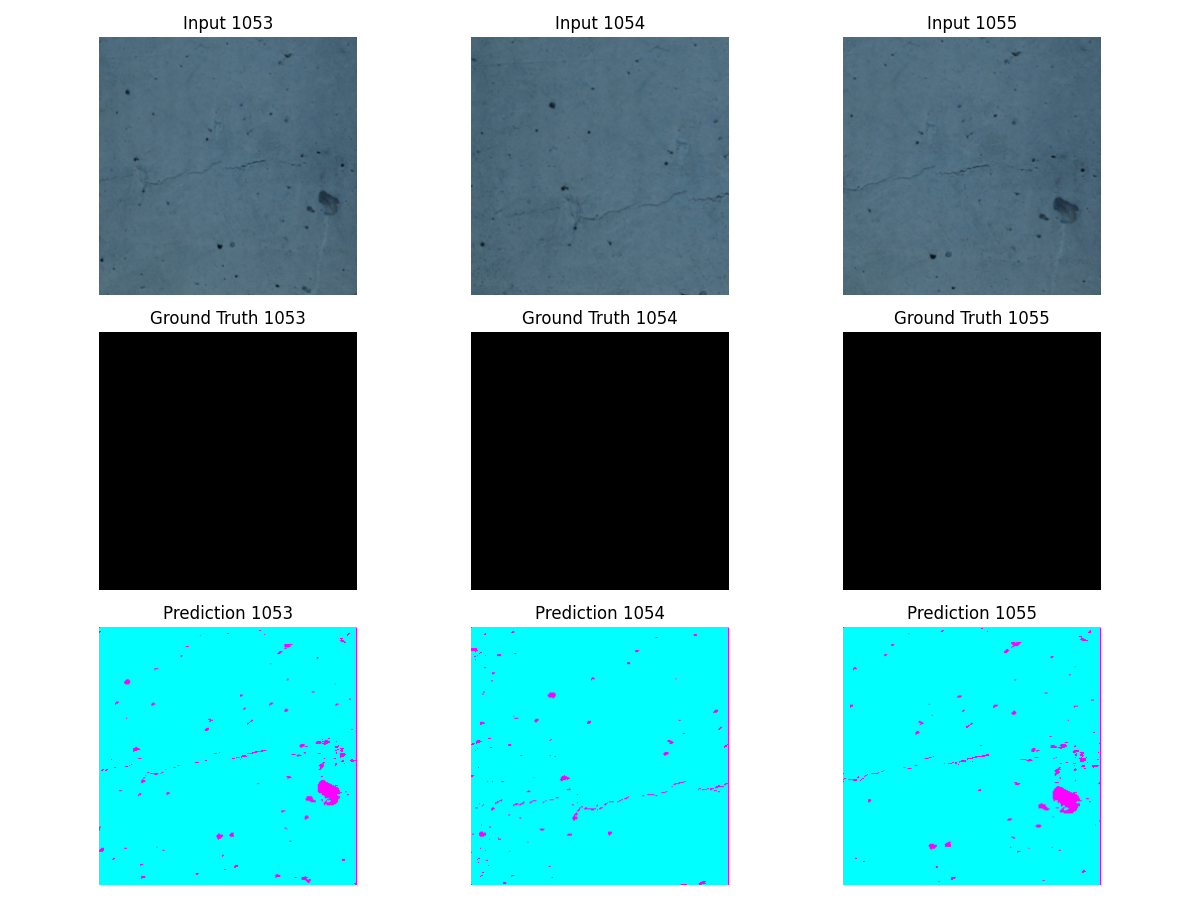 Input 1053
Input 1054
Input 1055
Ground Truth 1053
Ground Truth 1054
Ground Truth 1055
Prediction 1053
Prediction 1054
Prediction 1055